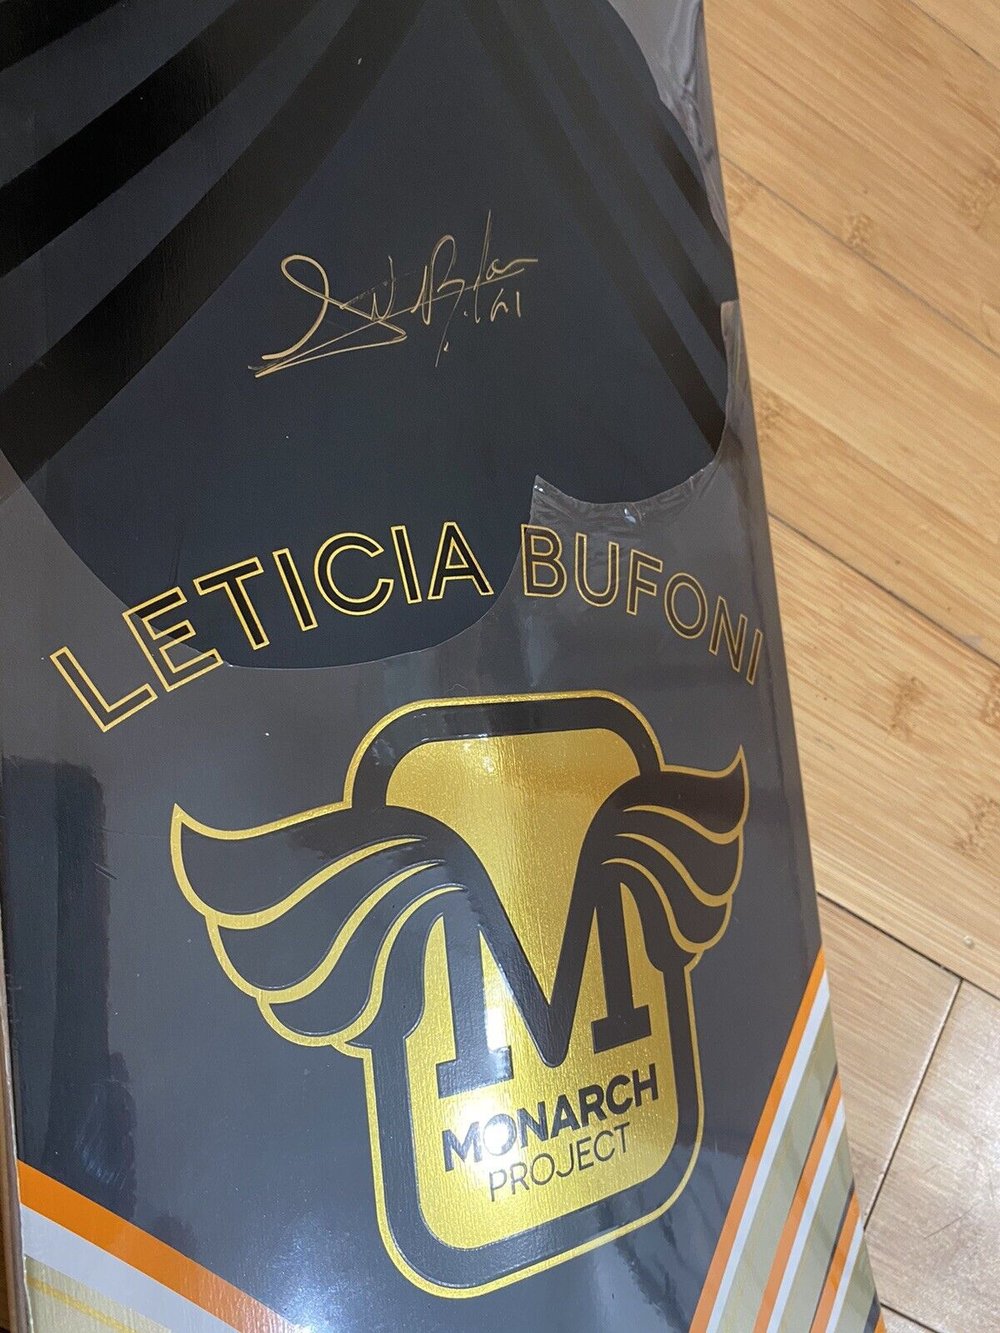 LETICIA BUFONI
M
MONARCH
PROJECT